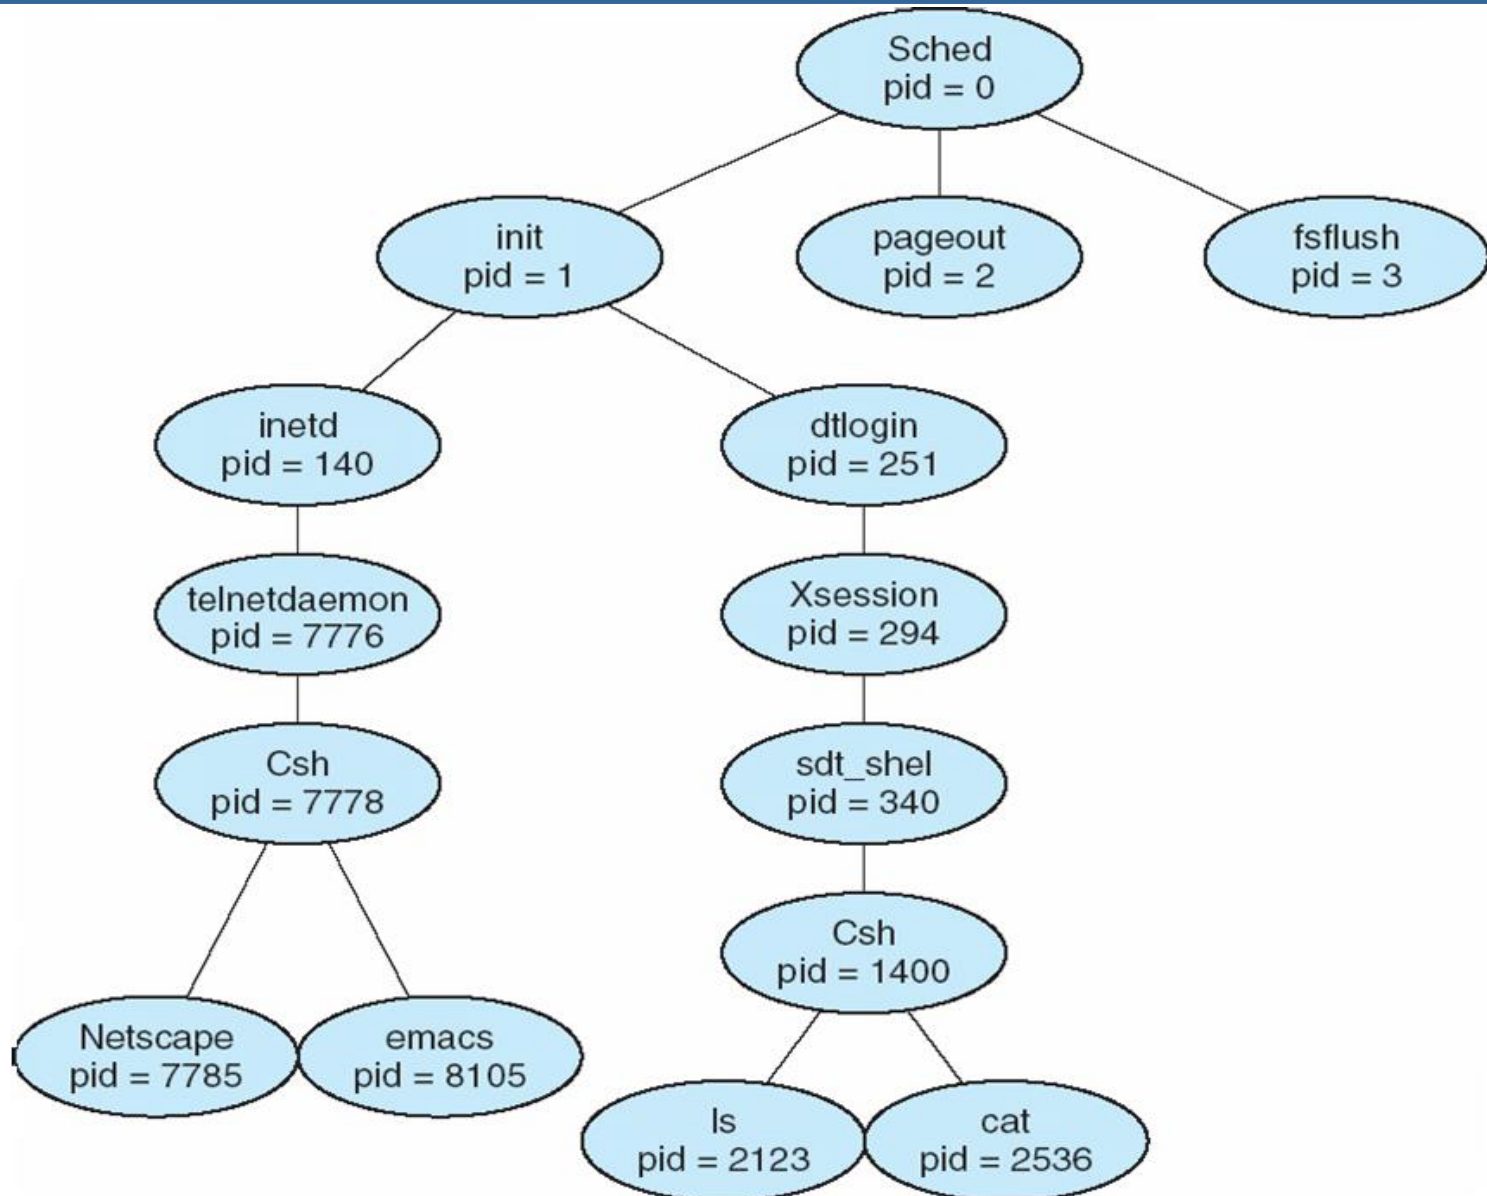 Sched
pid = 0
init
pid = 1
pageout
pid = 2
fsflush
pid = 3
inetd
pid = 140
dtlogin
pid = 251
telnetdaemon
pid = 7776
Xsession
pid = 294
Csh
pid = 7778
sdt_shel
pid = 340
Csh
pid = 1400
Netscape
pid = 7785
emacs
pid = 8105
ls
pid = 2123
cat
pid = 2536